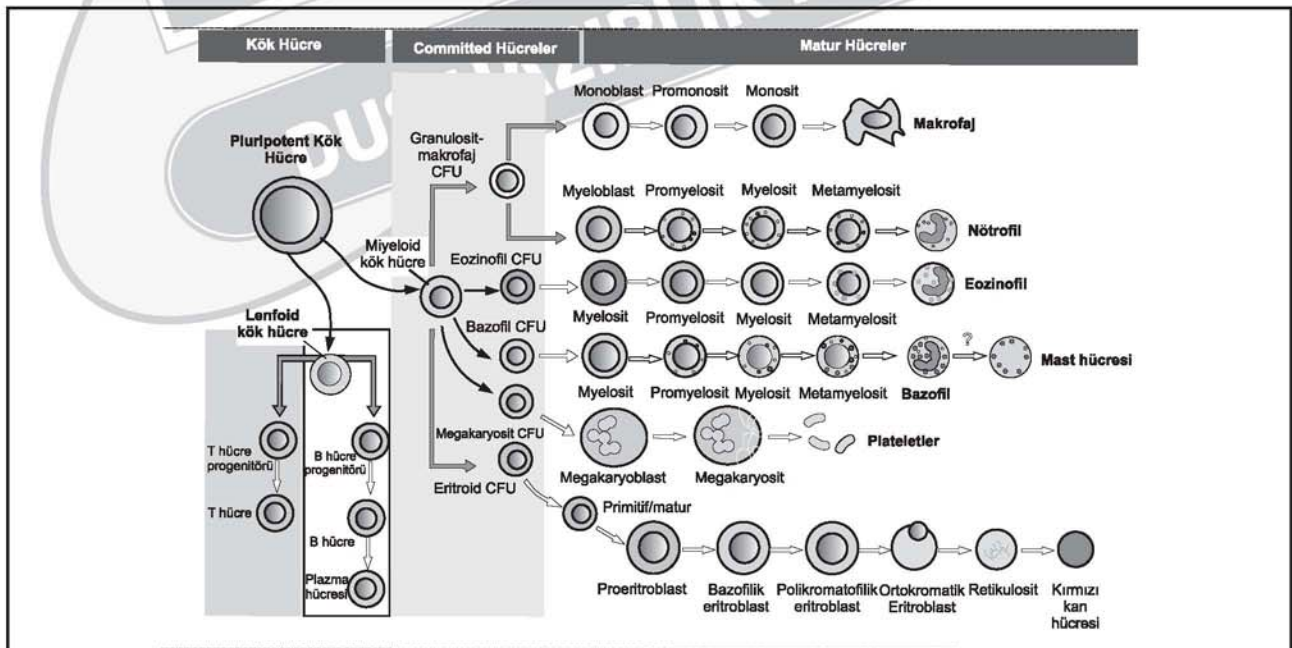 Kök Hücre
Committed Hücreler
Matur Hücreler
Pluripotent Kök
Hücre
Granulosit-
makrofaj
CFU
Monoblast Promonosit Monosit
Makrofaj
Myeloblast Promyelosit Myelosit Metamyelosit
Nötrofil
Miyeloid
kök hücre
Eozinofil CFU
Eozinofil
Myelosit Promyelosit Myelosit Metamyelosit
Lenfoid
kök hücre
Bazofil CFU
?
Mast hücresi
Myelosit Promyelosit Myelosit Metamyelosit Bazofil
Megakaryosit CFU
Plateletler
Megakaryoblast Megakaryosit
T hücre
progenitörü
B hücre
progenitörü
Eritroid CFU
Primitif/matur
T hücre
B hücre
Plazma
hücresi
Proeritroblast
Bazofilik
eritroblast
Polikromatofilik
eritroblast
Ortokromatik
Eritroblast
Retikulosit
Kırmızı
kan
hücresi